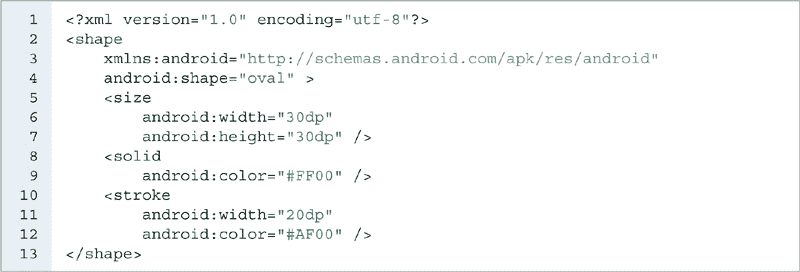 1 <?xml version="1.0" encoding="utf-8"?>
2 <shape
3     xmlns:android="http://schemas.android.com/apk/res/android"
4     android:shape="oval" >
5     <size
6         android:width="30dp"
7         android:height="30dp" />
8     <solid
9         android:color="#FF00" />
10     <stroke
11         android:width="20dp"
12         android:color="#AF00" />
13 </shape>